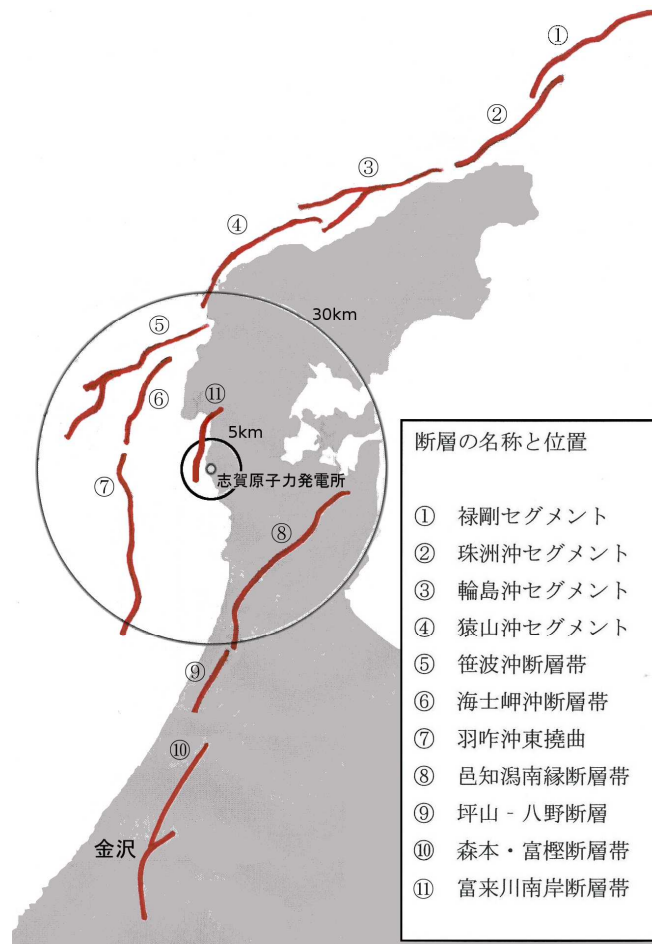 ①
②
③
④
30km
⑤
⑥
⑪
5km
⑦
志賀原子力発電所
⑧
⑨
⑩
金沢
断層の名称と位置
① 禄剛セグメント
② 珠洲沖セグメント
③ 輪島沖セグメント
④ 猿山沖セグメント
⑤ 笹波沖断層帯
⑥ 海士岬沖断層帯
⑦ 羽咋沖東撓曲
⑧ 邑知潟南縁断層帯
⑨ 坪山 - 八野断層
⑩ 森本・富樫断層帯
⑪ 富来川南岸断層帯